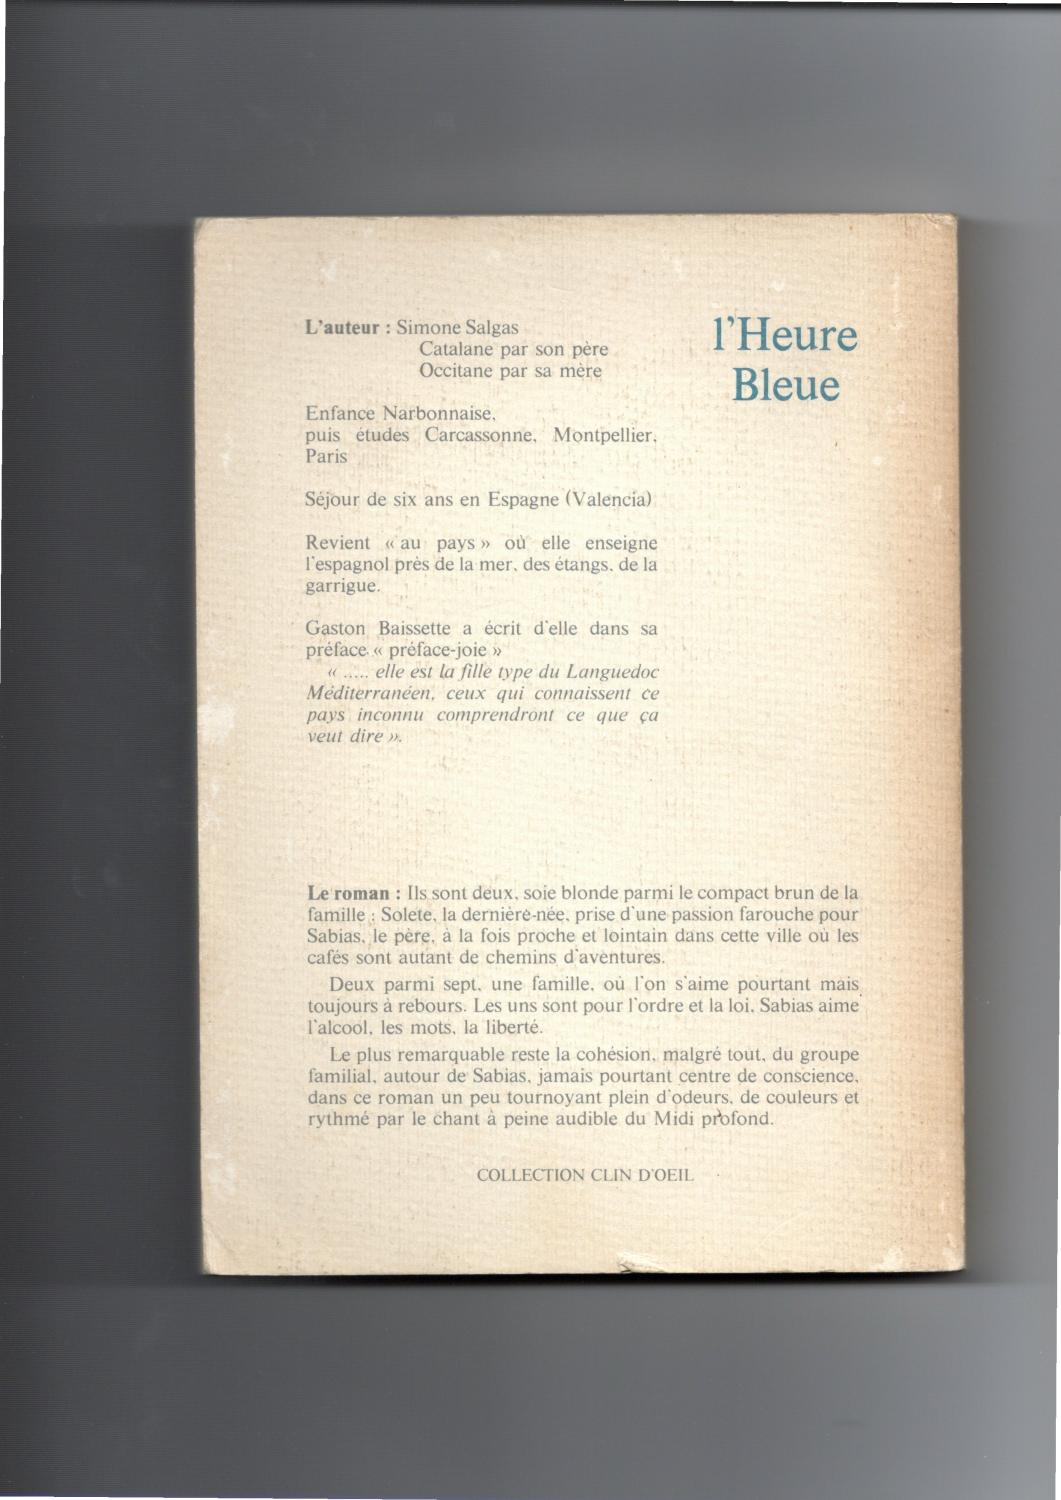 L'auteur : Simone Salgas
Catalane par son père
Occitane par sa mère
l'Heure
Bleue
Enfance Narbonnaise,
puis études Carcassonne, Montpellier,
Paris
Séjour de six ans en Espagne (Valencia)
Revient « au pays » où elle enseigne
l'espagnol près de la mer, des étangs, de la
garrigue.
Gaston Baissette a écrit d'elle dans sa
préface « préface-joie »
« ..... elle est la fille type du Languedoc
Méditerranéen, ceux qui connaissent ce
pays inconnu comprendront ce que ça
veut dire ».
Le roman : Ils sont deux, soie blonde parmi le compact brun de la
famille : Solete, la dernière-née, prise d'une passion farouche pour
Sabias, le père, à la fois proche et lointain dans cette ville où les
cafés sont autant de chemins d'aventures.
Deux parmi sept, une famille, où l'on s'aime pourtant mais
toujours à rebours. Les uns sont pour l'ordre et la loi, Sabias aime
l'alcool, les mots, la liberté.
Le plus remarquable reste la cohésion, malgré tout, du groupe
familial, autour de Sabias, jamais pourtant centre de conscience,
dans ce roman un peu tournoyant plein d'odeurs, de couleurs et
rythmé par le chant à peine audible du Midi profond.
COLLECTION CLIN D'OEIL